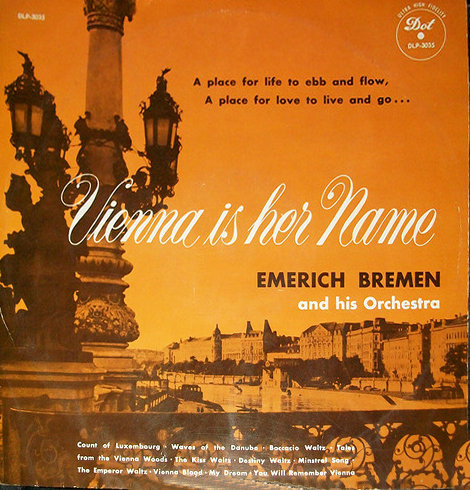 DLP-3035
ULTRA HIGH FIDELITY
Dot
DLP-3035
A place for life to ebb and flow,
A place for love to live and go...
Vienna is her Name
EMERICH BREMEN
and his Orchestra
Count of Luxembourg · Waves of the Danube · Boccacio Waltz · Tales
from the Vienna Woods · The Kiss Waltz · Destiny Waltz · Minstrel Song ·
The Emperor Waltz · Vienna Blood · My Dream · You Will Remember Vienna